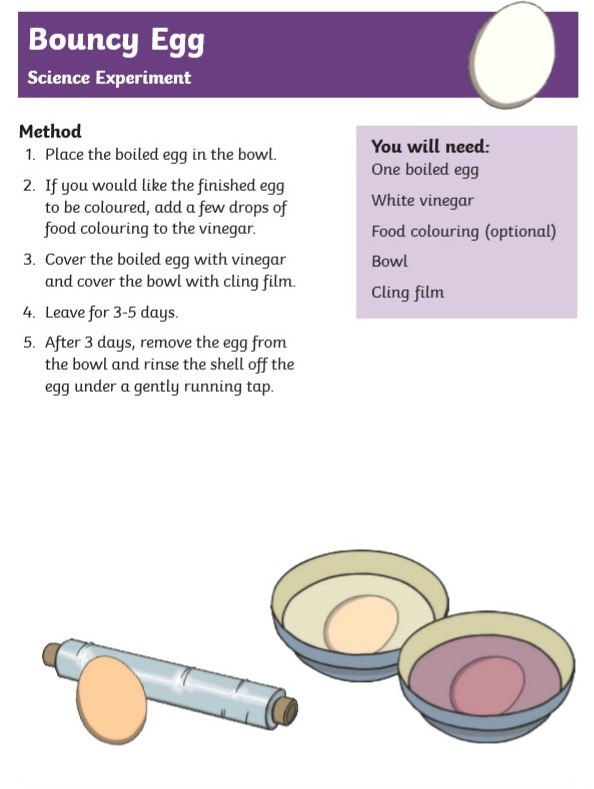 Bouncy Egg
Science Experiment
Method
1. Place the boiled egg in the bowl.
2. If you would like the finished egg
to be coloured, add a few drops of
food colouring to the vinegar.
3. Cover the boiled egg with vinegar
and cover the bowl with cling film.
4. Leave for 3-5 days.
5. After 3 days, remove the egg from
the bowl and rinse the shell off the
egg under a gently running tap.
You will need:
One boiled egg
White vinegar
Food colouring (optional)
Bowl
Cling film